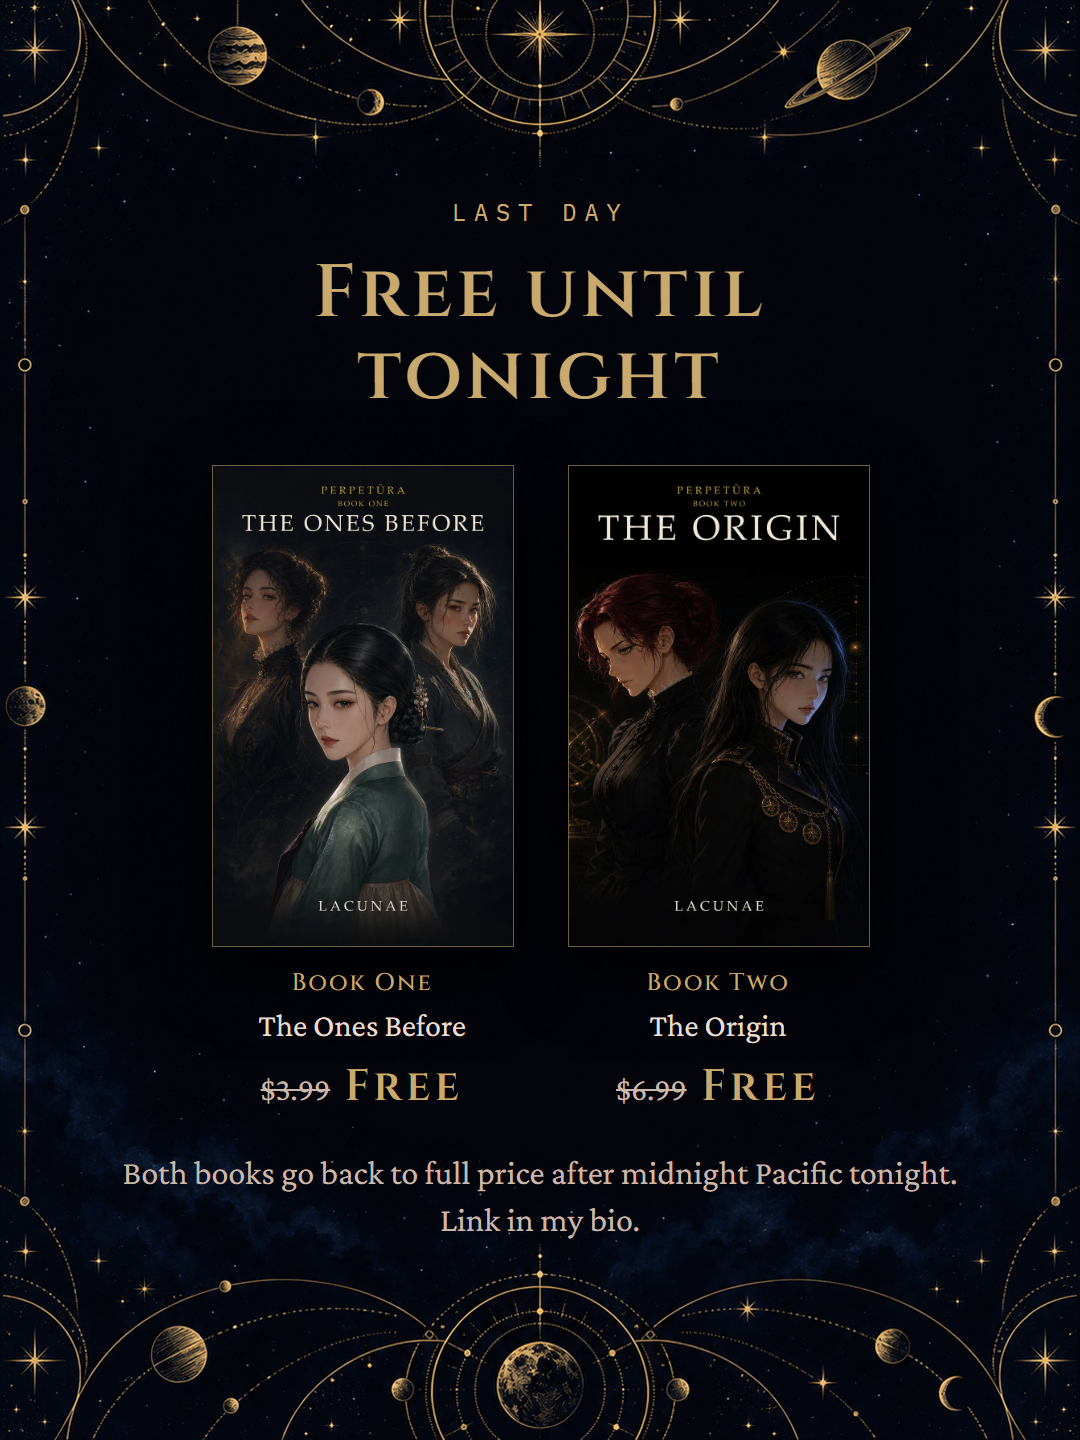 LAST DAY
FREE UNTIL
TONIGHT
PERPETŪRA
BOOK ONE
THE ONES BEFORE
LACUNAE
PERPETŪRA
BOOK TWO
THE ORIGIN
LACUNAE
BOOK ONE
The Ones Before
$3.99 FREE
BOOK TWO
The Origin
$6.99 FREE
Both books go back to full price after midnight Pacific tonight.
Link in my bio.